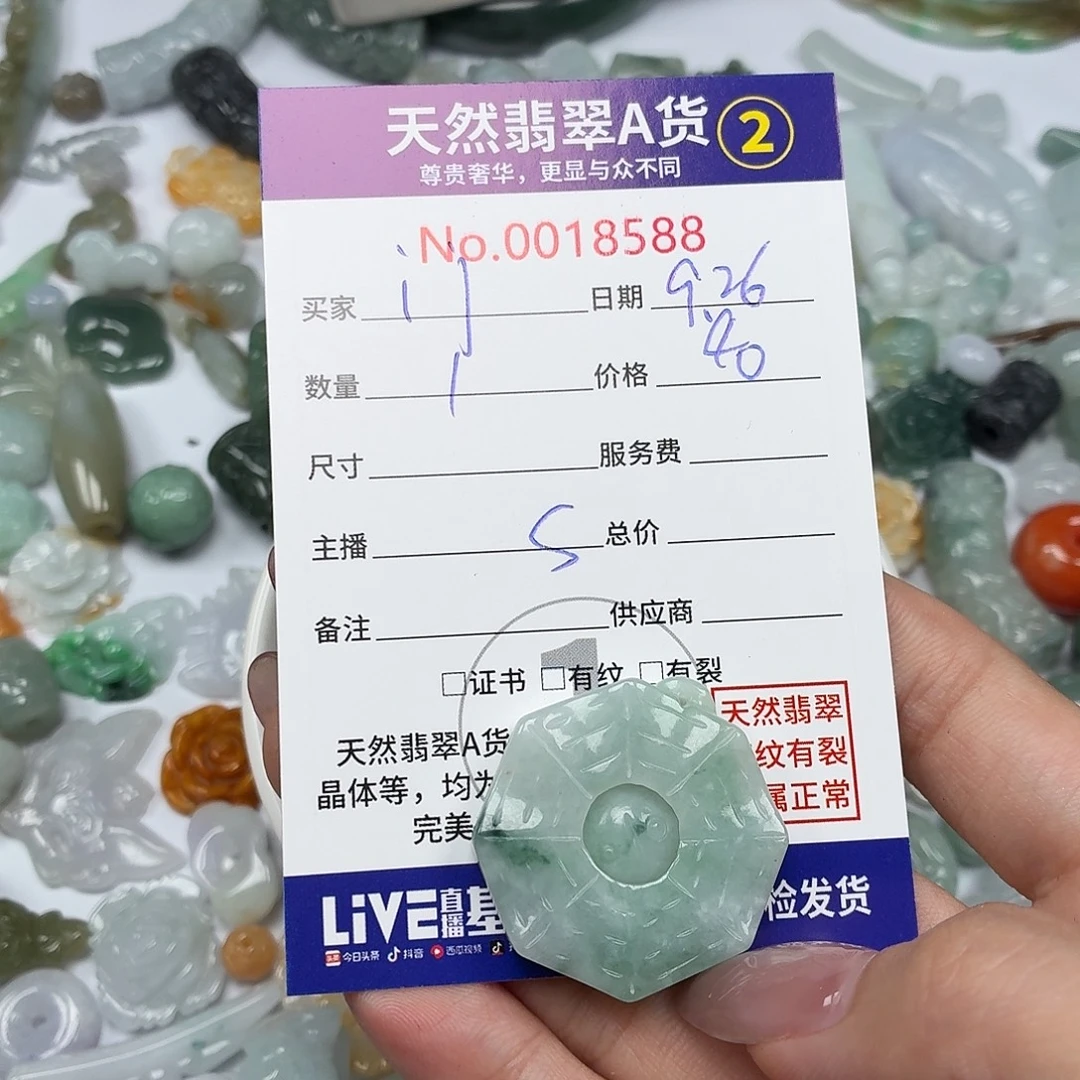 天然翡翠A货 2
尊贵奢华，更显与众不同
No.0018588
买家 日期 9.26
数量 1 价格 40
尺寸 服务费
主播 S 总价
备注 供应商
□证书 □有纹 □有裂
天然翡翠A货
天然翡翠
晶体等，均为
纹有裂
完美
属正常
LiVE直播基
检发货
今日头条 抖音 西瓜视频